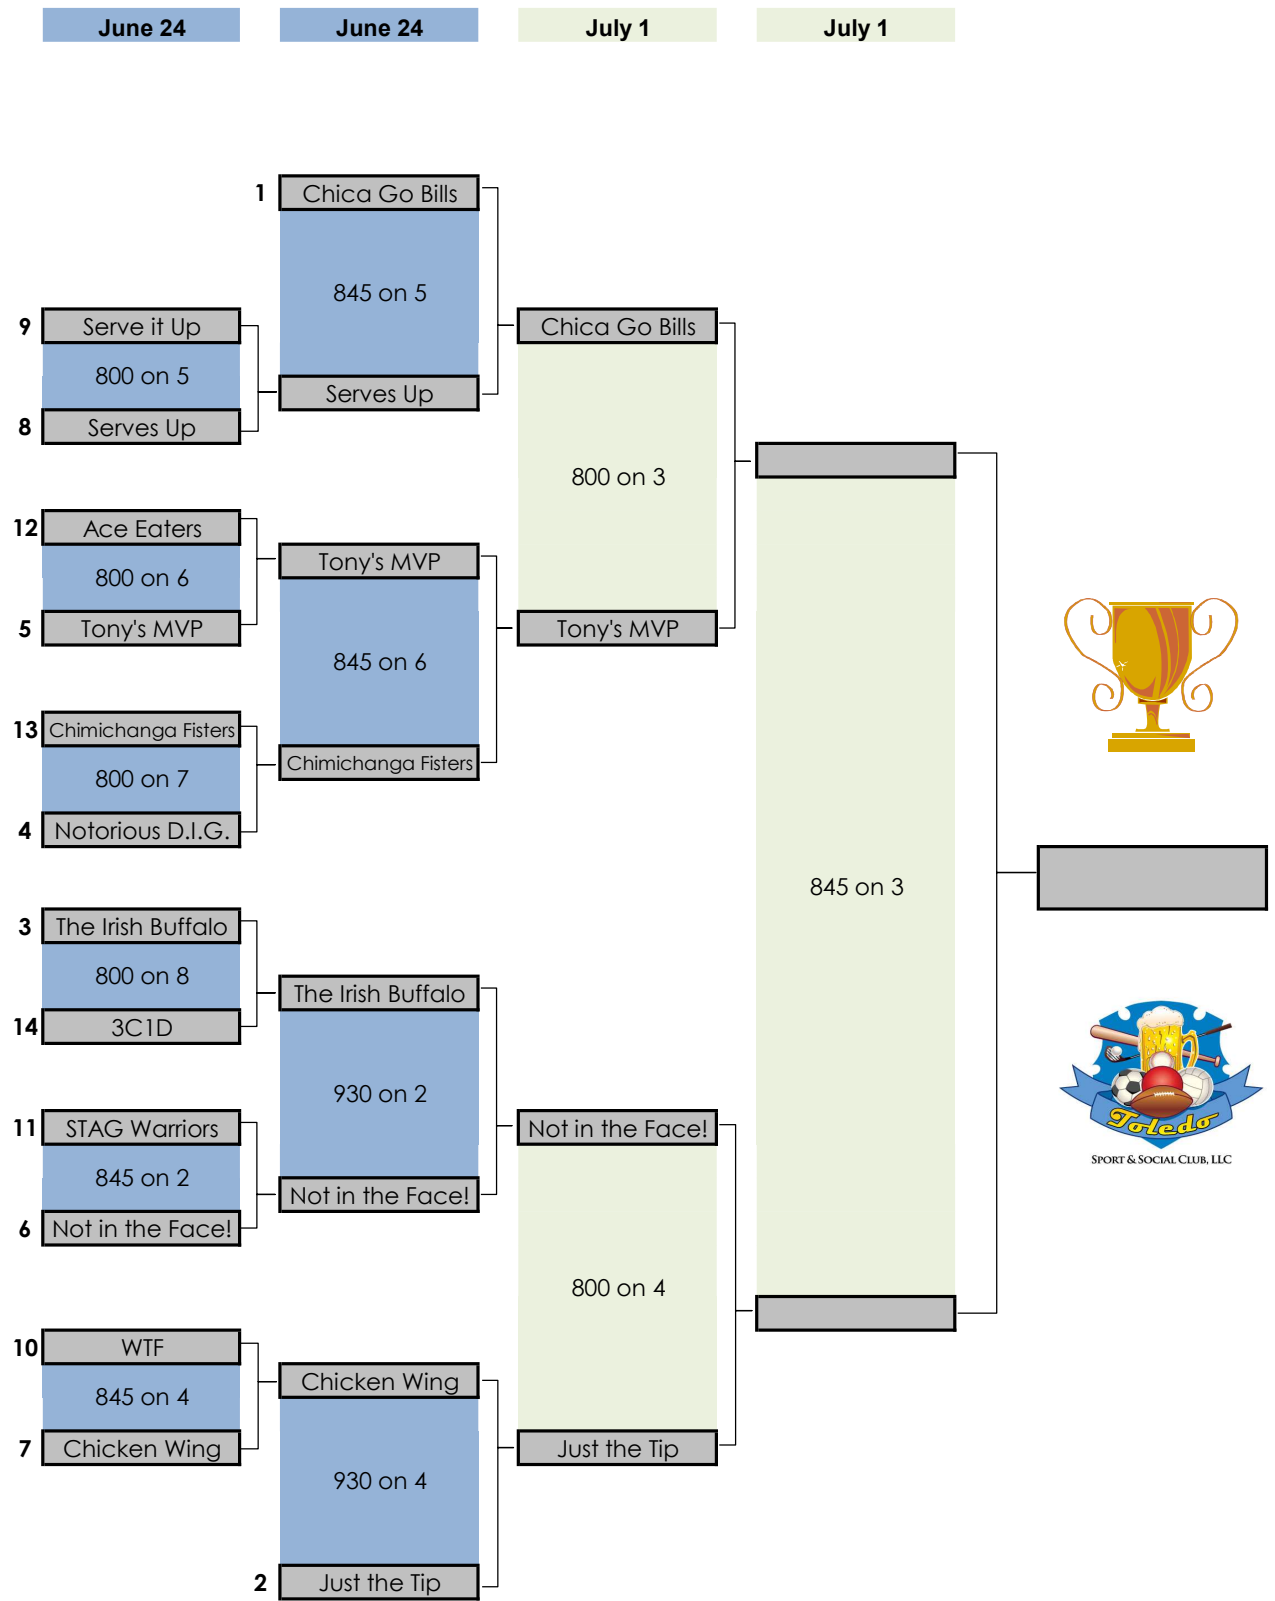 June 24 June 24 July 1 July 1
1 Chica Go Bills
845 on 5
9 Serve it Up Chica Go Bills
800 on 5
Serves Up
8 Serves Up
800 on 3
12 Ace Eaters
Tony's MVP
800 on 6
5 Tony's MVP Tony's MVP
845 on 6
13 Chimichanga Fisters
Chimichanga Fisters
800 on 7
4 Notorious D.I.G.
845 on 3
3 The Irish Buffalo
800 on 8
The Irish Buffalo
14 3C1D
930 on 2
11 STAG Warriors Not in the Face!
845 on 2
Not in the Face!
6 Not in the Face!
Toledo
SPORT & SOCIAL CLUB, LLC
800 on 4
10 WTF
Chicken Wing
845 on 4
7 Chicken Wing Just the Tip
930 on 4
2 Just the Tip